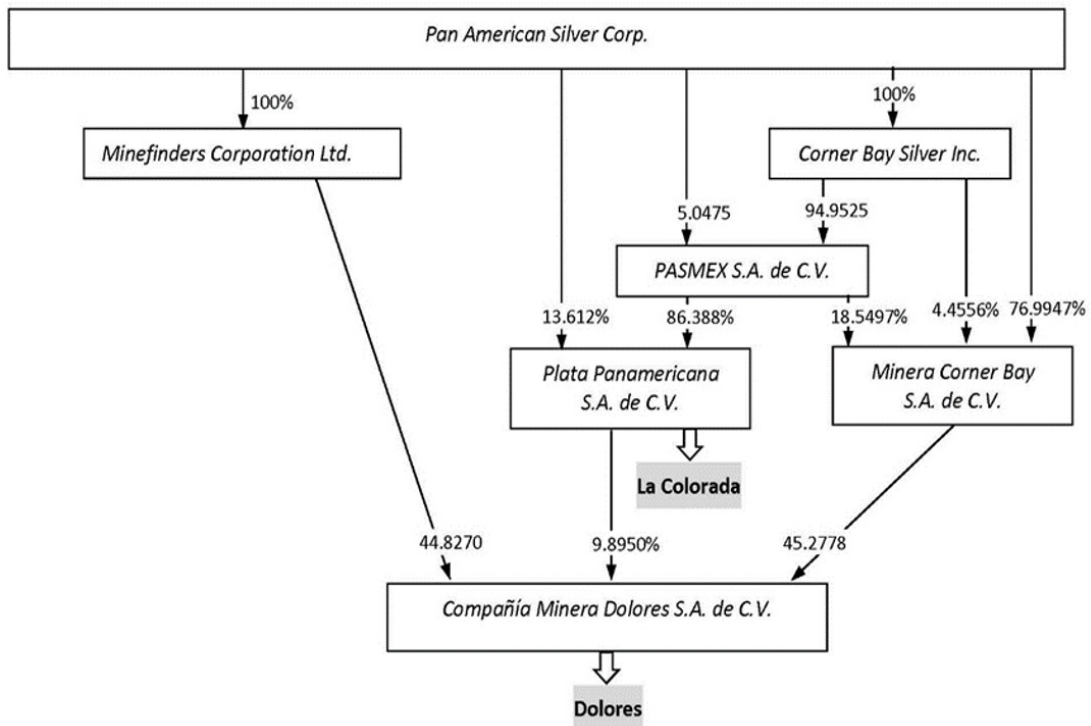 Pan American Silver Corp.
100%
100%
Minefinders Corporation Ltd.
Corner Bay Silver Inc.
5.0475
94.9525
PASMEX S.A. de C.V.
13.612%
86.388%
18.5497%
4.4556%
76.9947%
Plata Panamericana
S.A. de C.V.
Minera Corner Bay
S.A. de C.V.
La Colorada
44.8270
9.8950%
45.2778
Compañía Minera Dolores S.A. de C.V.
Dolores